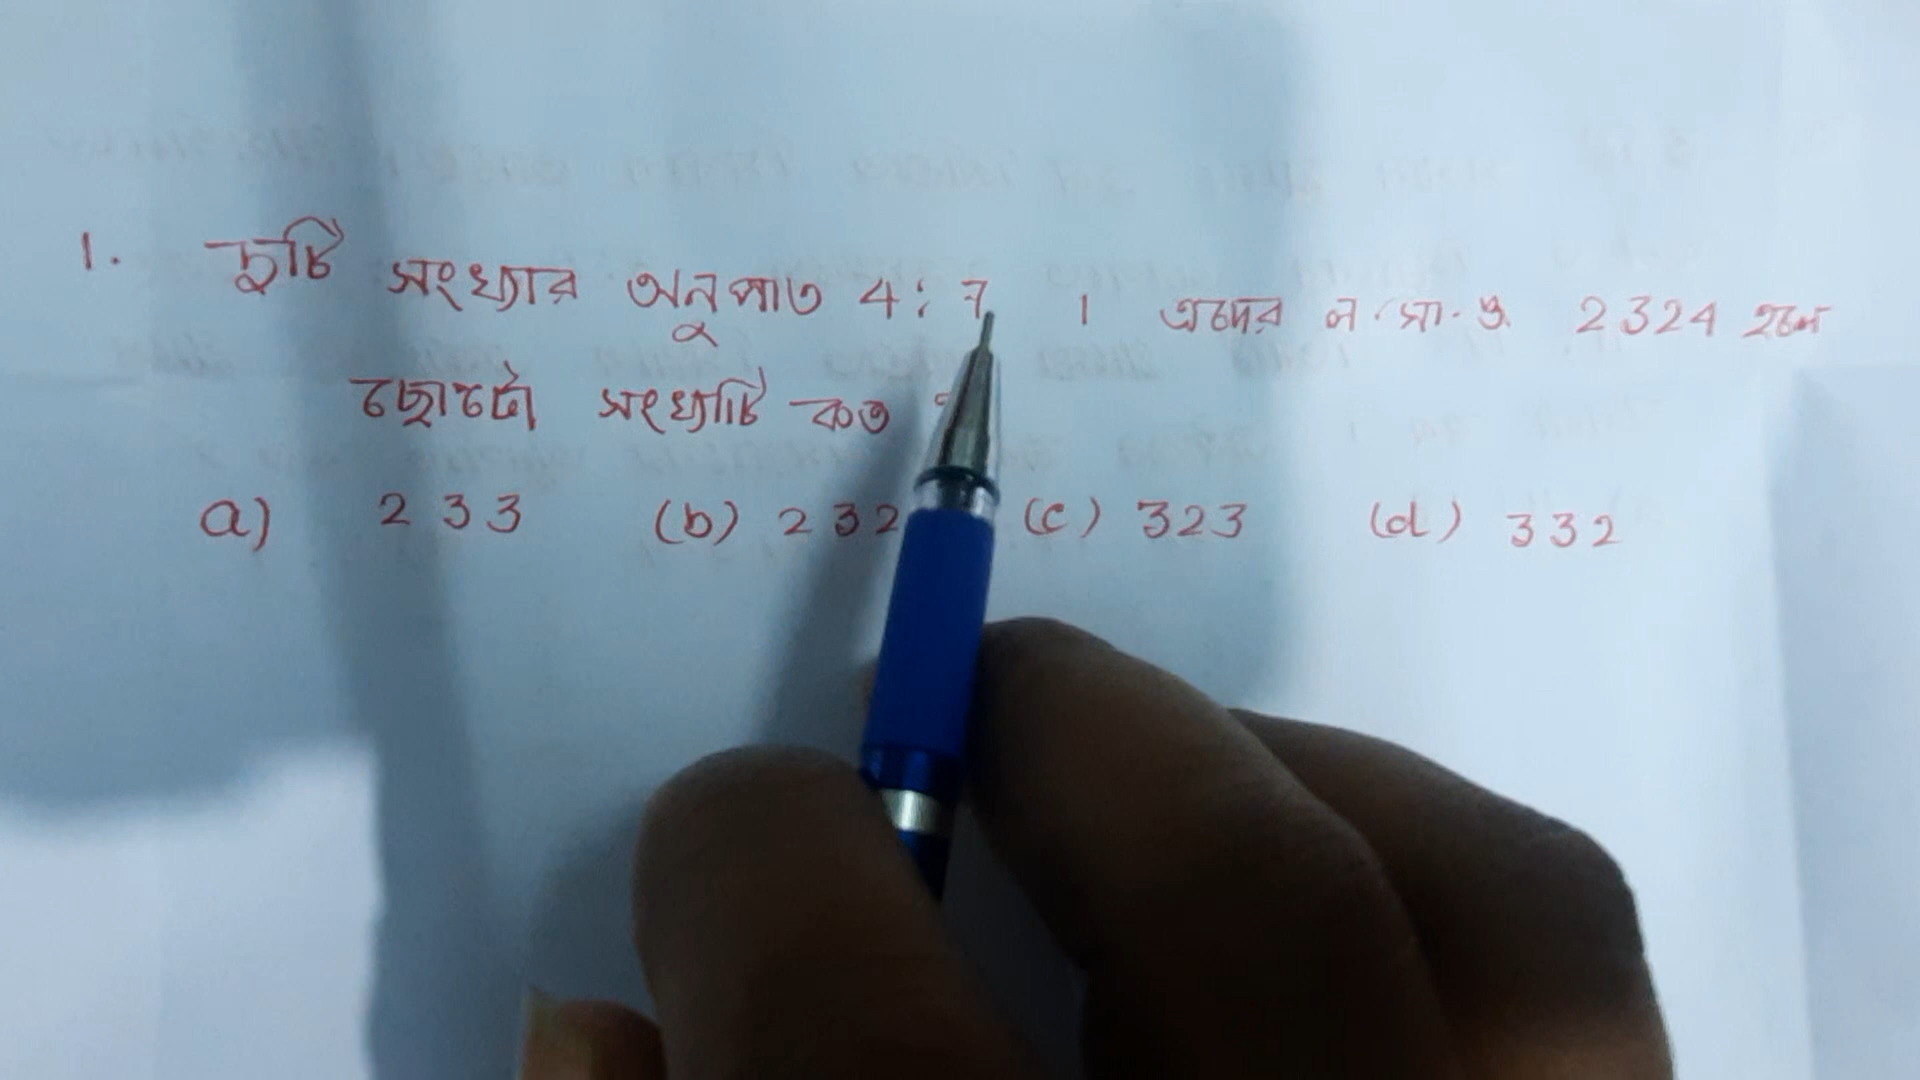 1. দুটি সংখ্যার অনুপাত 4 : 7 । এদের ল.সা.গু. 2324 হলে
ছোটো সংখ্যাটি কত ?
a) 233 (b) 232 (c) 323 (d) 332